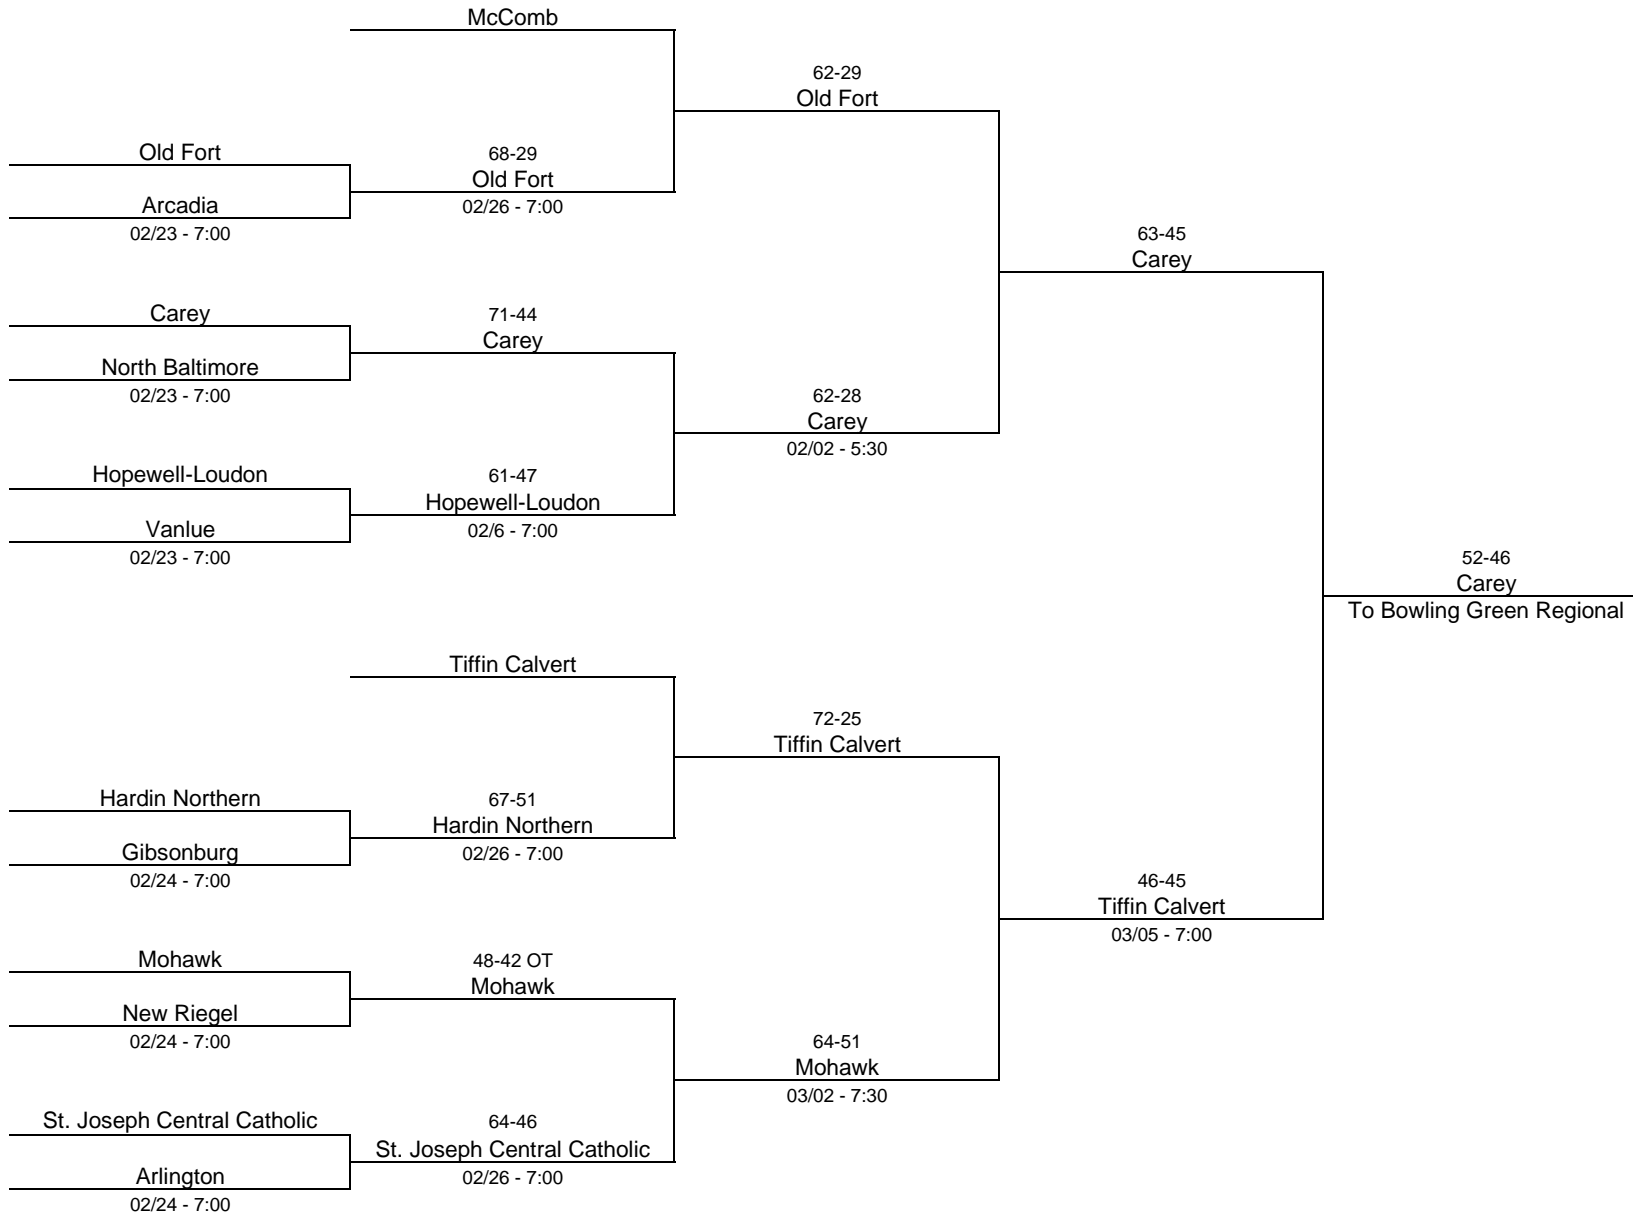 McComb
62-29
Old Fort
Old Fort
68-29
Old Fort
Arcadia
02/26 - 7:00
02/23 - 7:00
63-45
Carey
Carey
71-44
Carey
North Baltimore
02/23 - 7:00
62-28
Carey
02/02 - 5:30
Hopewell-Loudon
61-47
Hopewell-Loudon
Vanlue
02/6 - 7:00
02/23 - 7:00
52-46
Carey
To Bowling Green Regional
Tiffin Calvert
72-25
Tiffin Calvert
Hardin Northern
67-51
Hardin Northern
Gibsonburg
02/26 - 7:00
02/24 - 7:00
46-45
Tiffin Calvert
03/05 - 7:00
Mohawk
48-42 OT
Mohawk
New Riegel
02/24 - 7:00
64-51
Mohawk
03/02 - 7:30
St. Joseph Central Catholic
64-46
St. Joseph Central Catholic
Arlington
02/26 - 7:00
02/24 - 7:00